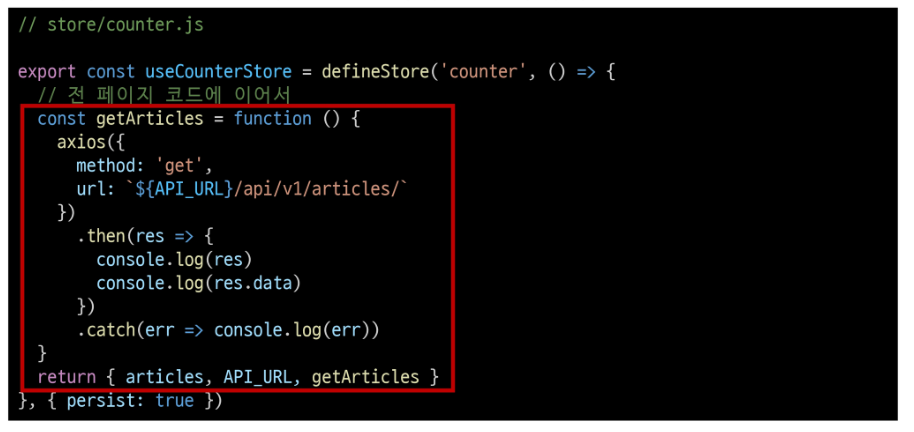 // store/counter.js
export const useCounterStore = defineStore('counter', () => {
// 전 페이지 코드에 이어서
const getArticles = function () {
axios({
method: 'get',
url: `${API_URL}/api/v1/articles/`
})
.then(res => {
console.log(res)
console.log(res.data)
})
.catch(err => console.log(err))
}
return { articles, API_URL, getArticles }
}, { persist: true })